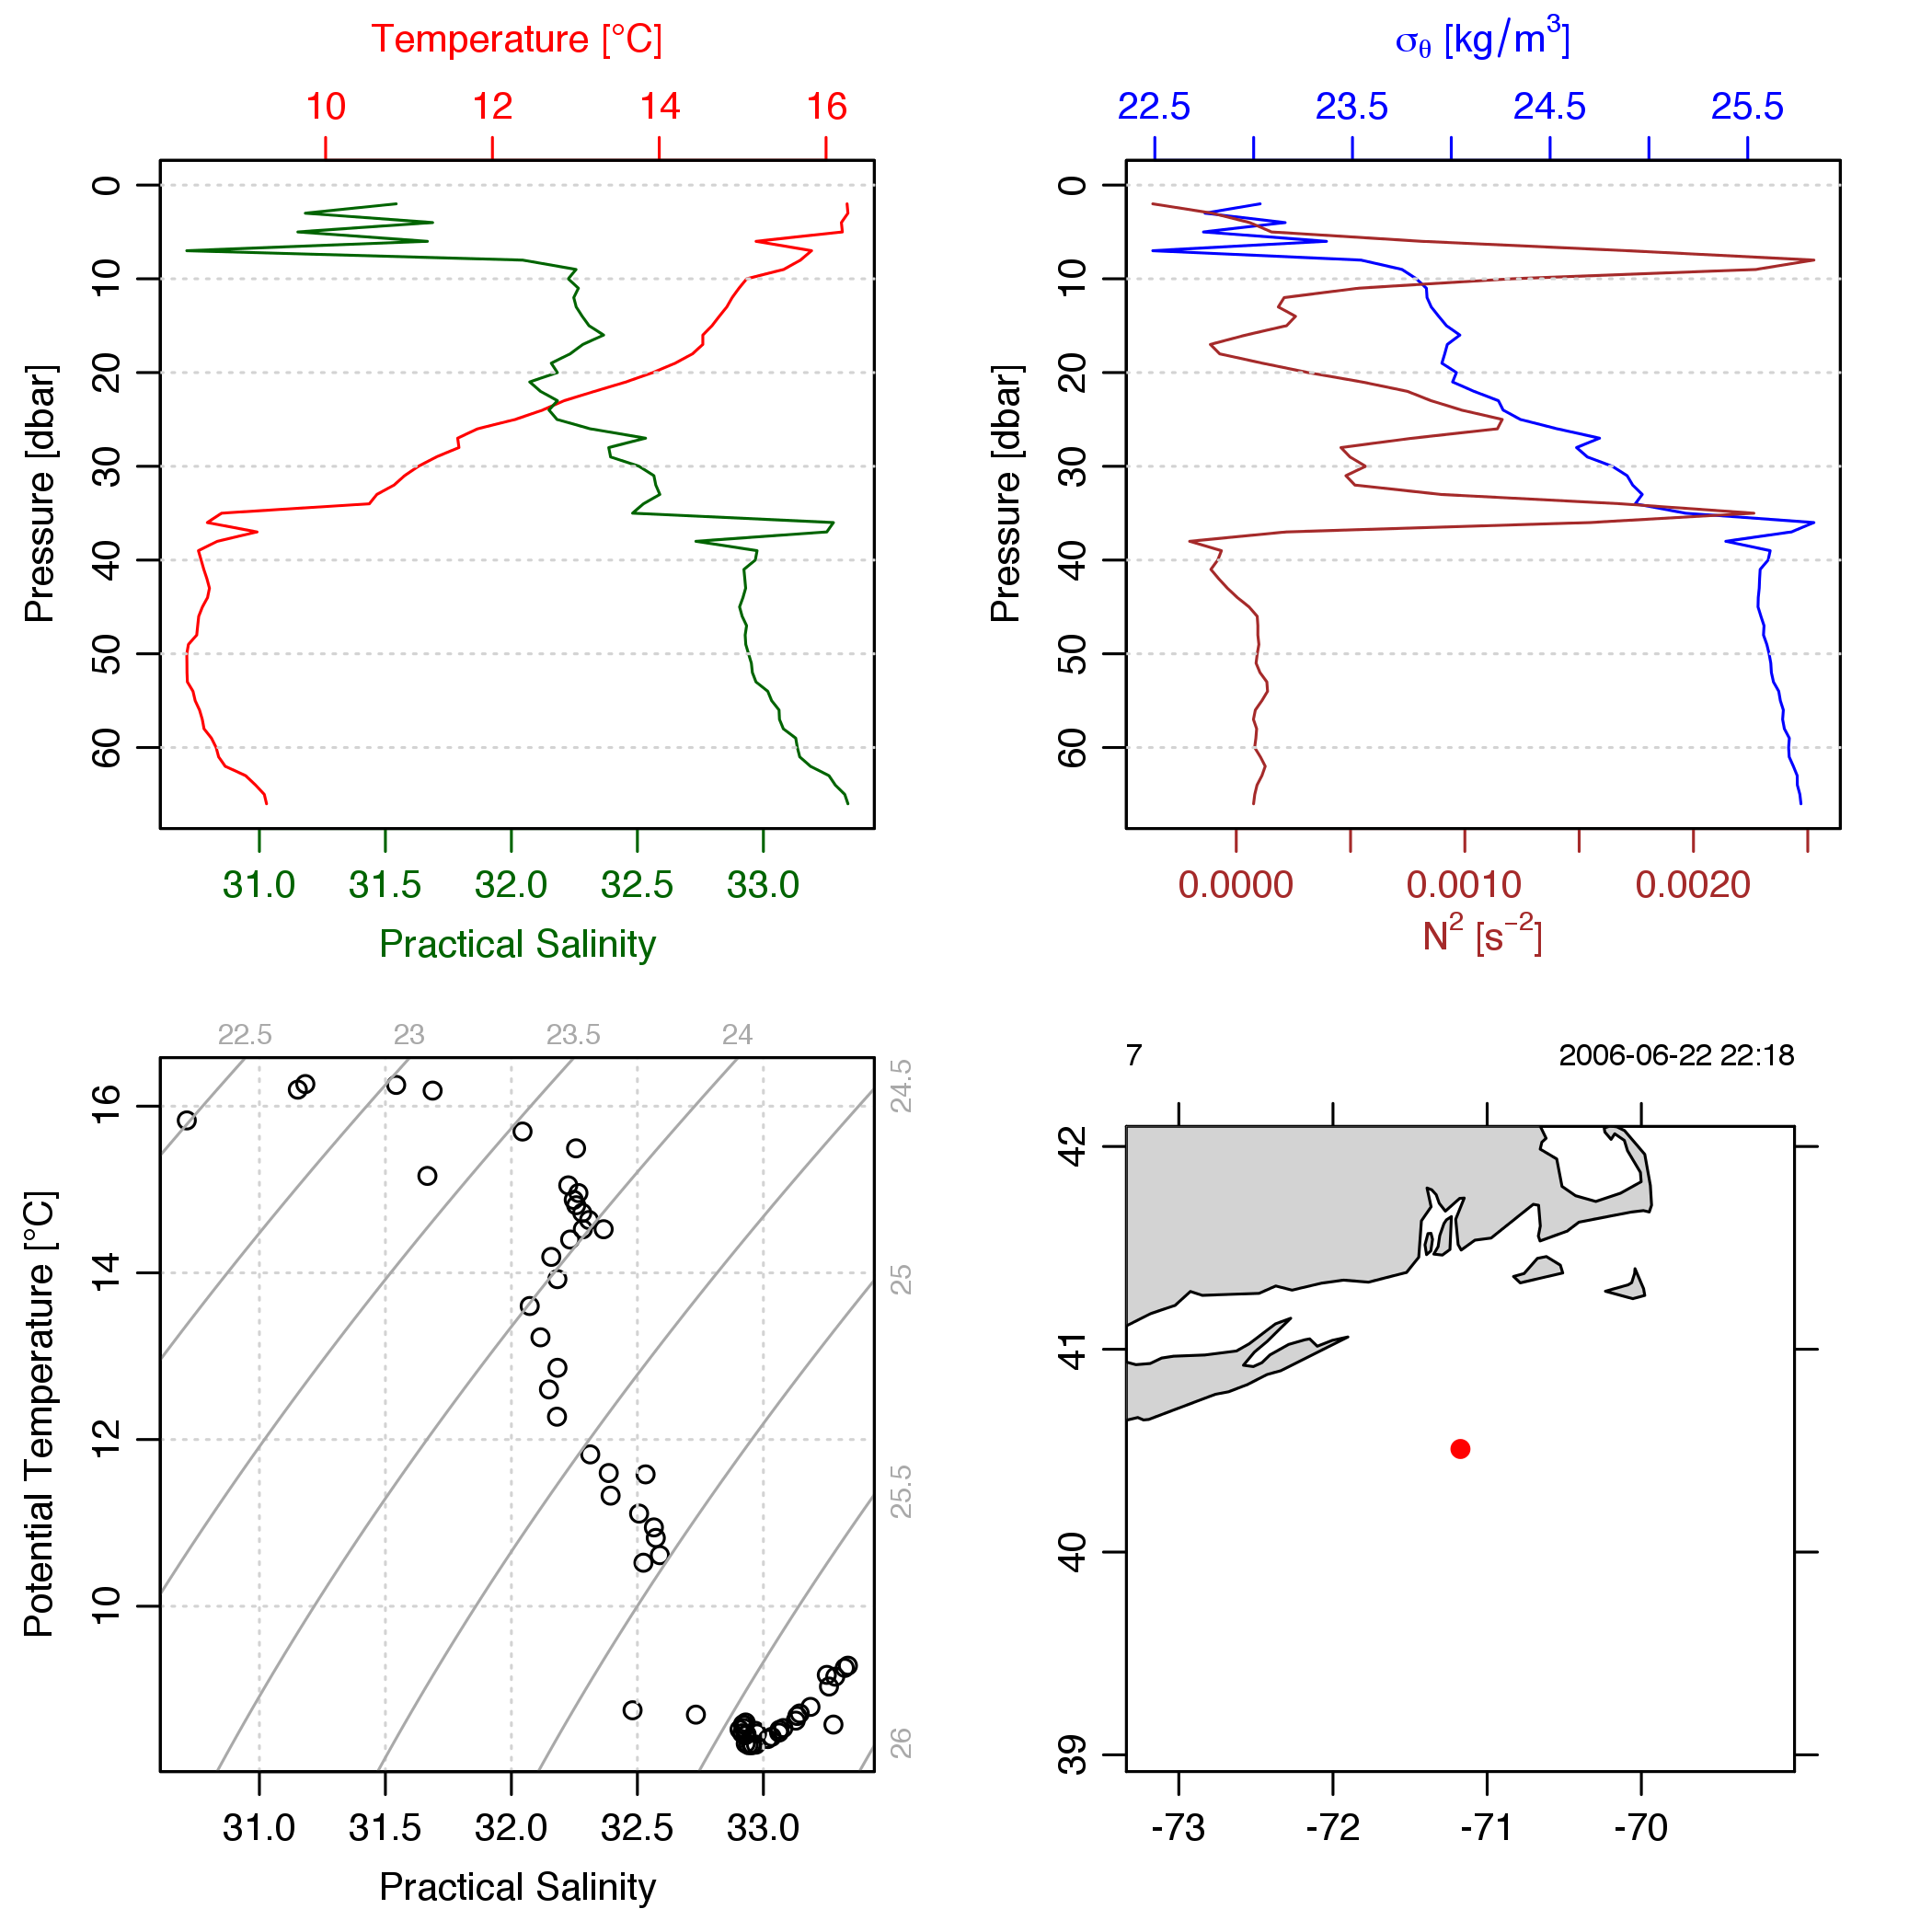 Temperature [°C]
10 12 14 16
0
10
20
30
40
50
60
Pressure [dbar]
31.0 31.5 32.0 32.5 33.0
Practical Salinity
σθ [kg/m³]
22.5 23.5 24.5 25.5
0
10
20
30
40
50
60
Pressure [dbar]
0.0000 0.0010 0.0020
N² [s⁻²]
22.5 23 23.5 24
24.5
25
25.5
26
16
14
12
10
Potential Temperature [°C]
31.0 31.5 32.0 32.5 33.0
Practical Salinity
7 2006-06-22 22:18
42
41
40
39
-73 -72 -71 -70